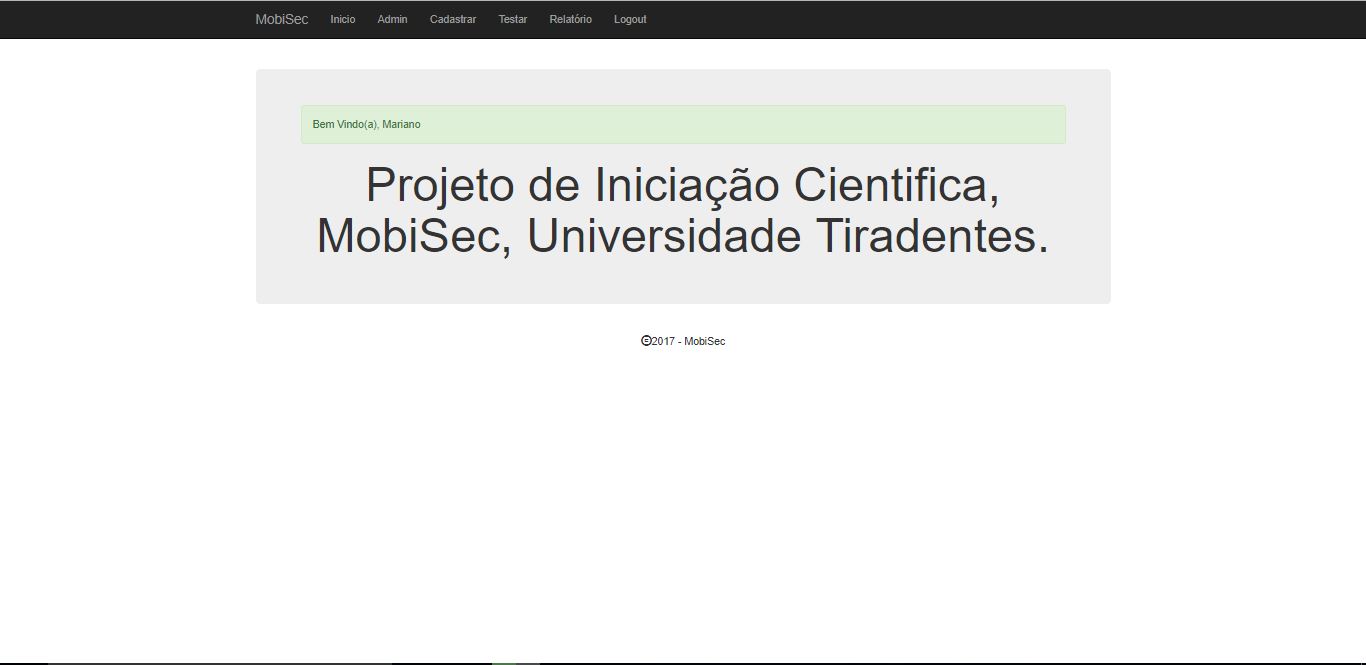 MobiSec Inicio Admin Cadastrar Testar Relatório Logout
Bem Vindo(a), Mariano
Projeto de Iniciação Cientifica,
MobiSec, Universidade Tiradentes.
©2017 - MobiSec